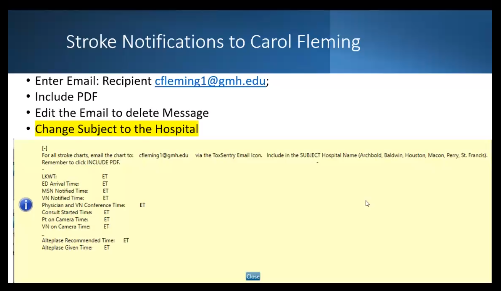 Stroke Notifications to Carol Fleming
• Enter Email: Recipient cfleming1@gmh.edu;
• Include PDF
• Edit the Email to delete Message
• Change Subject to the Hospital
[-]
For all stroke charts, email the chart to: cfleming1@gmh.edu via the ToxSentry Email Icon. Include in the SUBJECT Hospital Name (Archbold, Baldwin, Houston, Macon, Perry, St. Francis).
Remember to click INCLUDE PDF.
LKWT: ET
ED Arrival Time: ET
MSN Notified Time: ET
VN Notified Time: ET
Physician and VN Conference Time: ET
Consult Started Time: ET
Pt on Camera Time: ET
VN on Camera Time: ET
Alteplase Recommended Time: ET
Alteplase Given Time: ET
Close